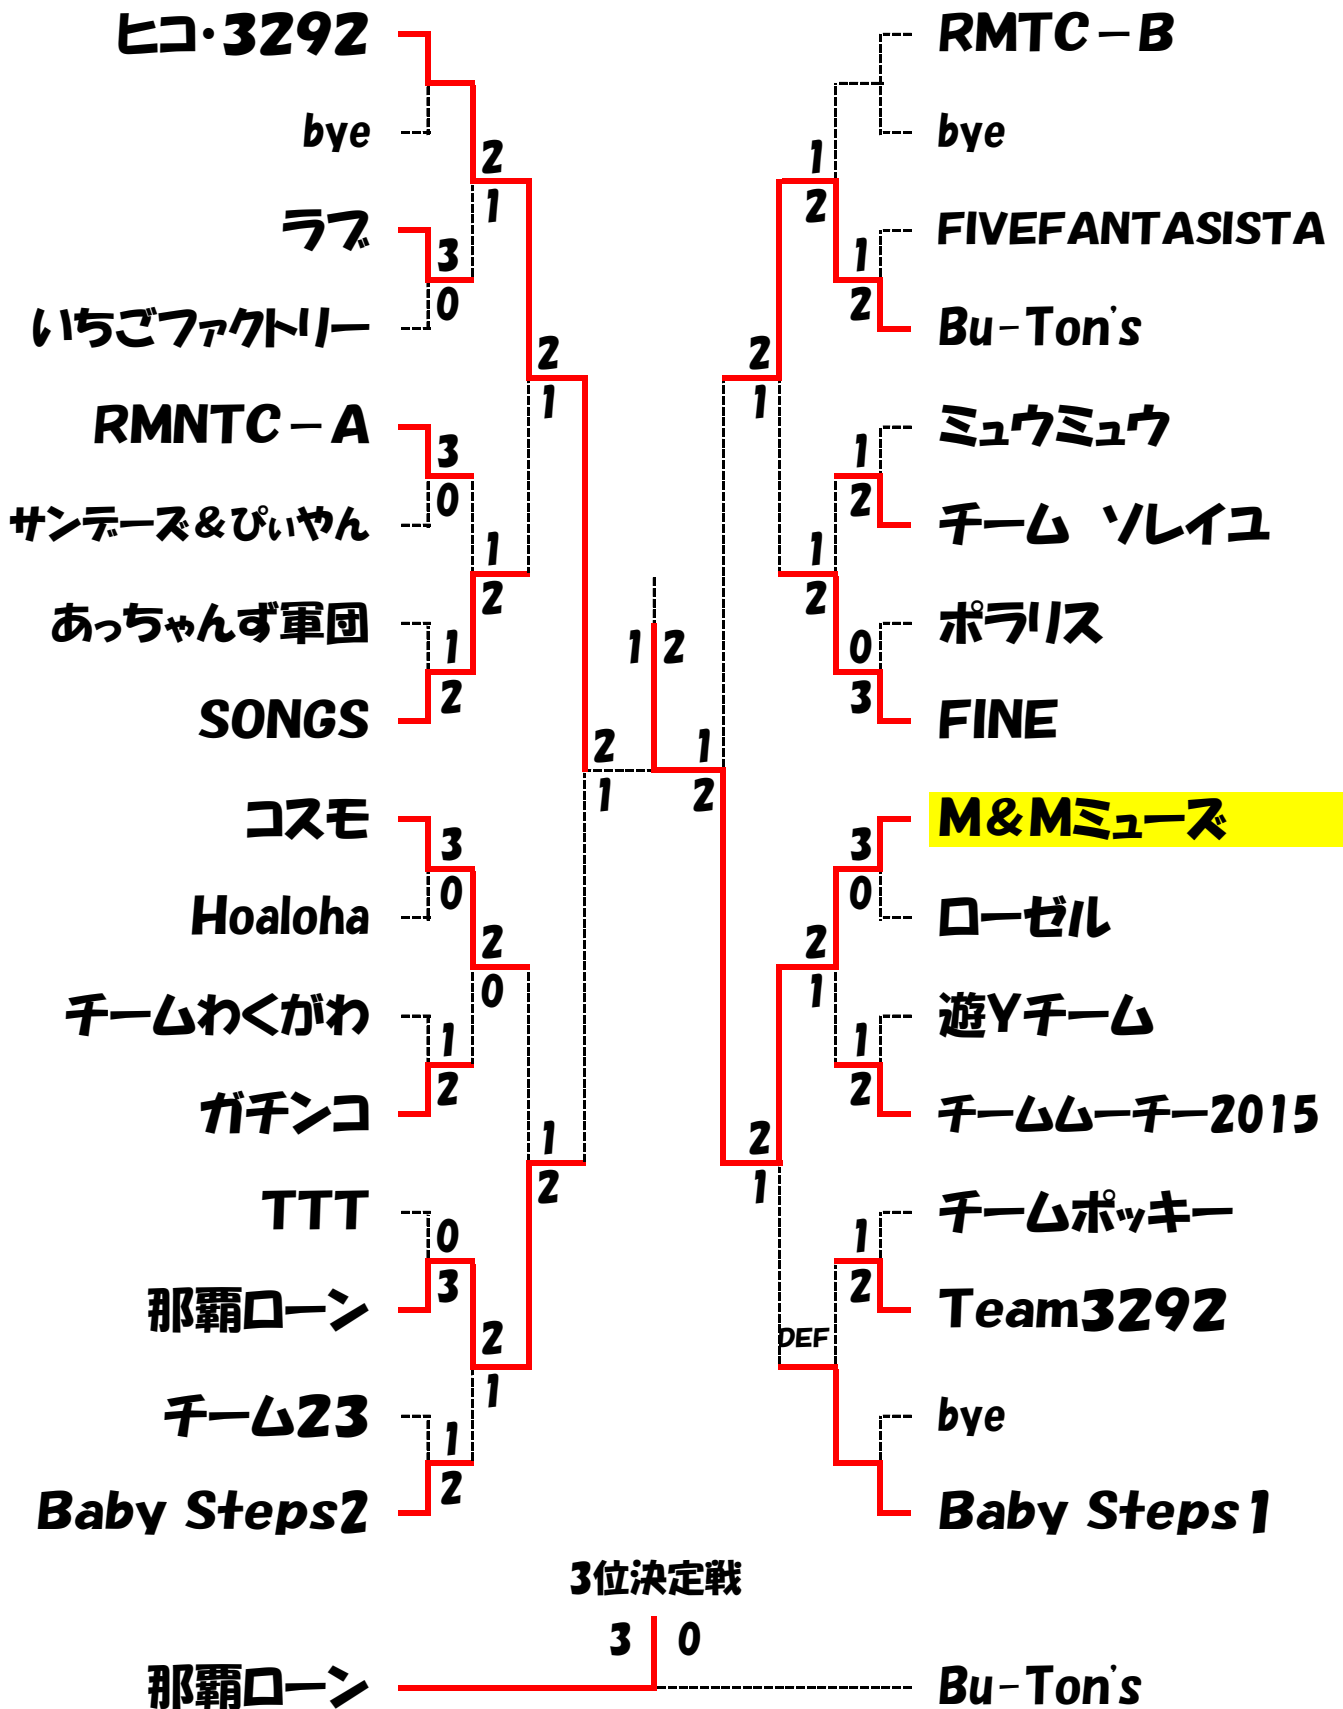 ヒコ・3292
RMTC－B
bye
bye
2
1
1
2
ラブ
FIVEFANTASISTA
3
1
0
2
いちごファクトリー
Bu－Ton's
2
2
1
1
RMNTC－A
ミュウミュウ
3
1
0
2
サンデーズ＆ぴぃやん
チーム　ソレイユ
1
1
2
2
あっちゃんず軍団
ポラリス
1
1 2
0
2
3
SONGS
FINE
2
1
1
2
コスモ
M＆Mミューズ
3
3
0
0
Hoaloha
ローゼル
2
2
0
1
チームわくがわ
遊Yチーム
1
1
2
2
ガチンコ
チームムーチー2015
1
2
2
1
TTT
チームポッキー
0
1
3
2
那覇ローン
Team3292
2
DEF
1
チーム23
bye
1
2
Baby Steps2
Baby Steps1
3位決定戦
3 0
那覇ローン
Bu－Ton's